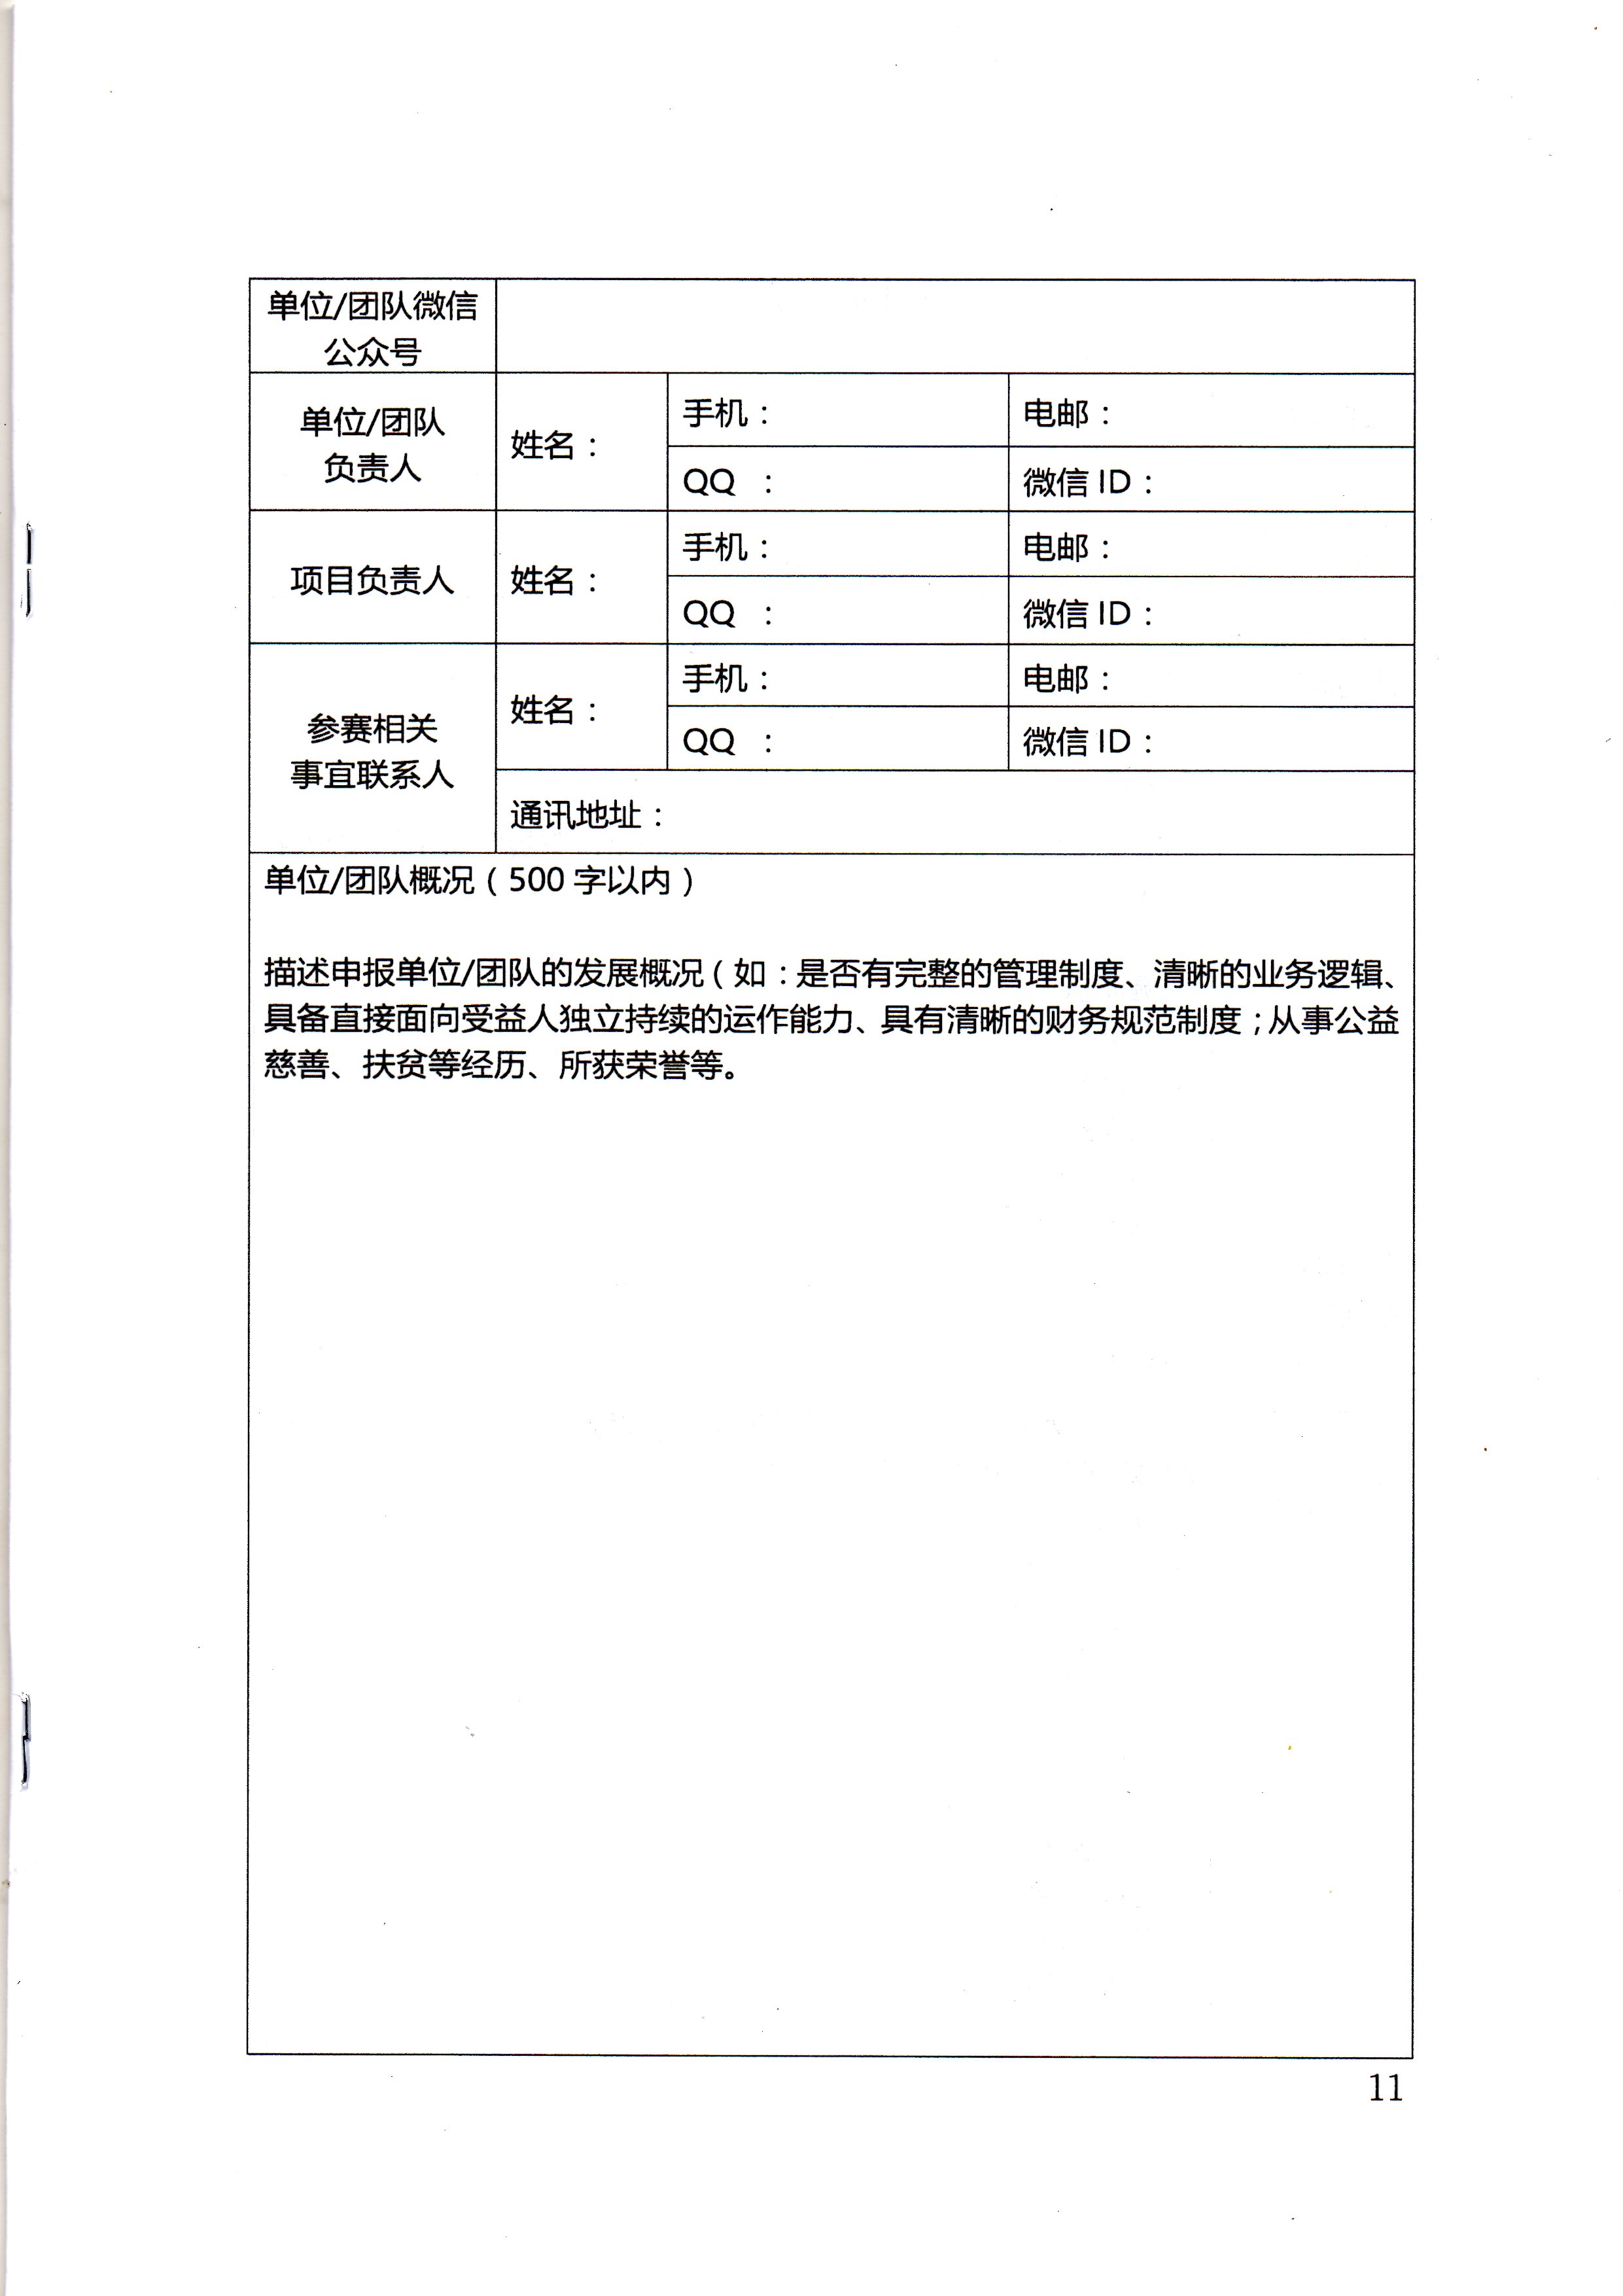 单位/团队微信
公众号
单位/团队
负责人
姓名：
手机：
电邮：
QQ ：
微信 ID：
项目负责人
姓名：
手机：
电邮：
QQ ：
微信 ID：
参赛相关
事宜联系人
姓名：
手机：
电邮：
QQ ：
微信 ID：
通讯地址：
单位/团队概况（500 字以内）
描述申报单位/团队的发展概况（如：是否有完整的管理制度、清晰的业务逻辑、
具备直接面向受益人独立持续的运作能力、具有清晰的财务规范制度；从事公益
慈善、扶贫等经历、所获荣誉等。
11